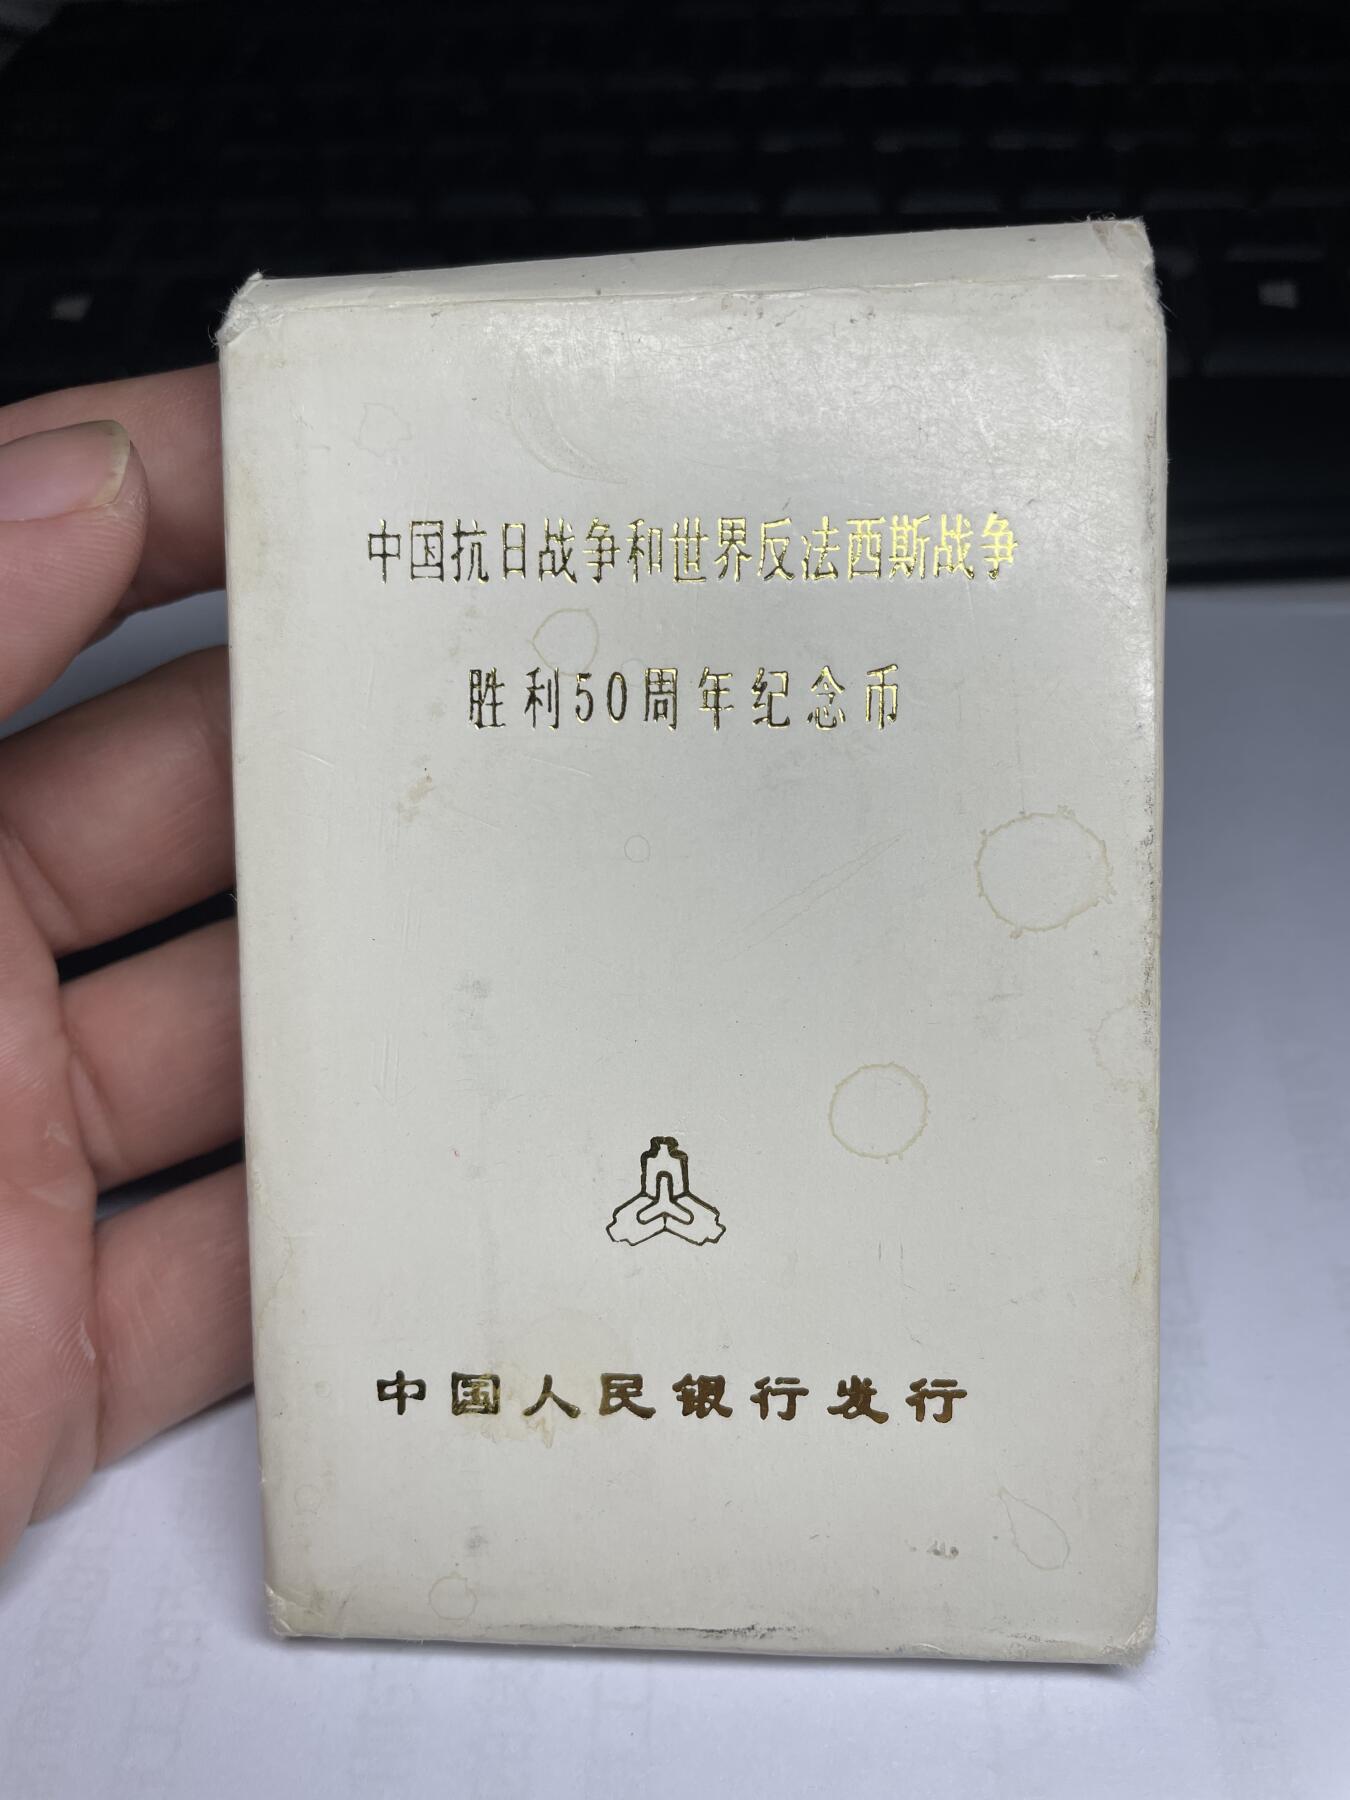 中国抗日战争和世界反法西斯战争
胜利50周年纪念币
中国人民银行发行